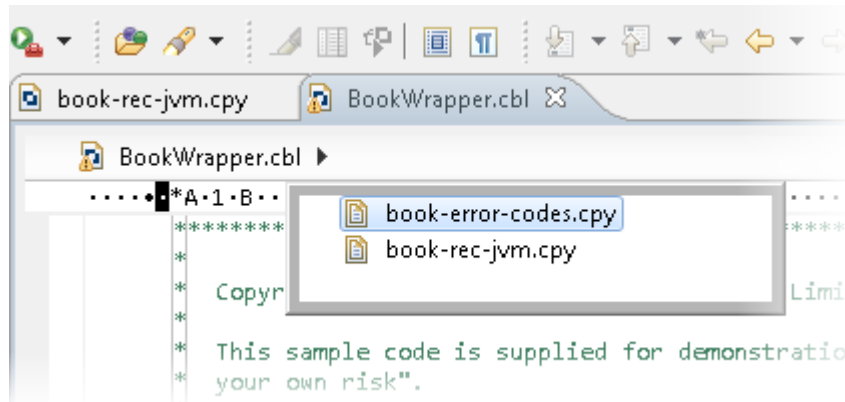 book-rec-jvm.cpy BookWrapper.cbl
BookWrapper.cbl
·····•·*A·1·B··
book-error-codes.cpy
book-rec-jvm.cpy
********
*
* Copyr Limi
*
* This sample code is supplied for demonstratio
* your own risk".